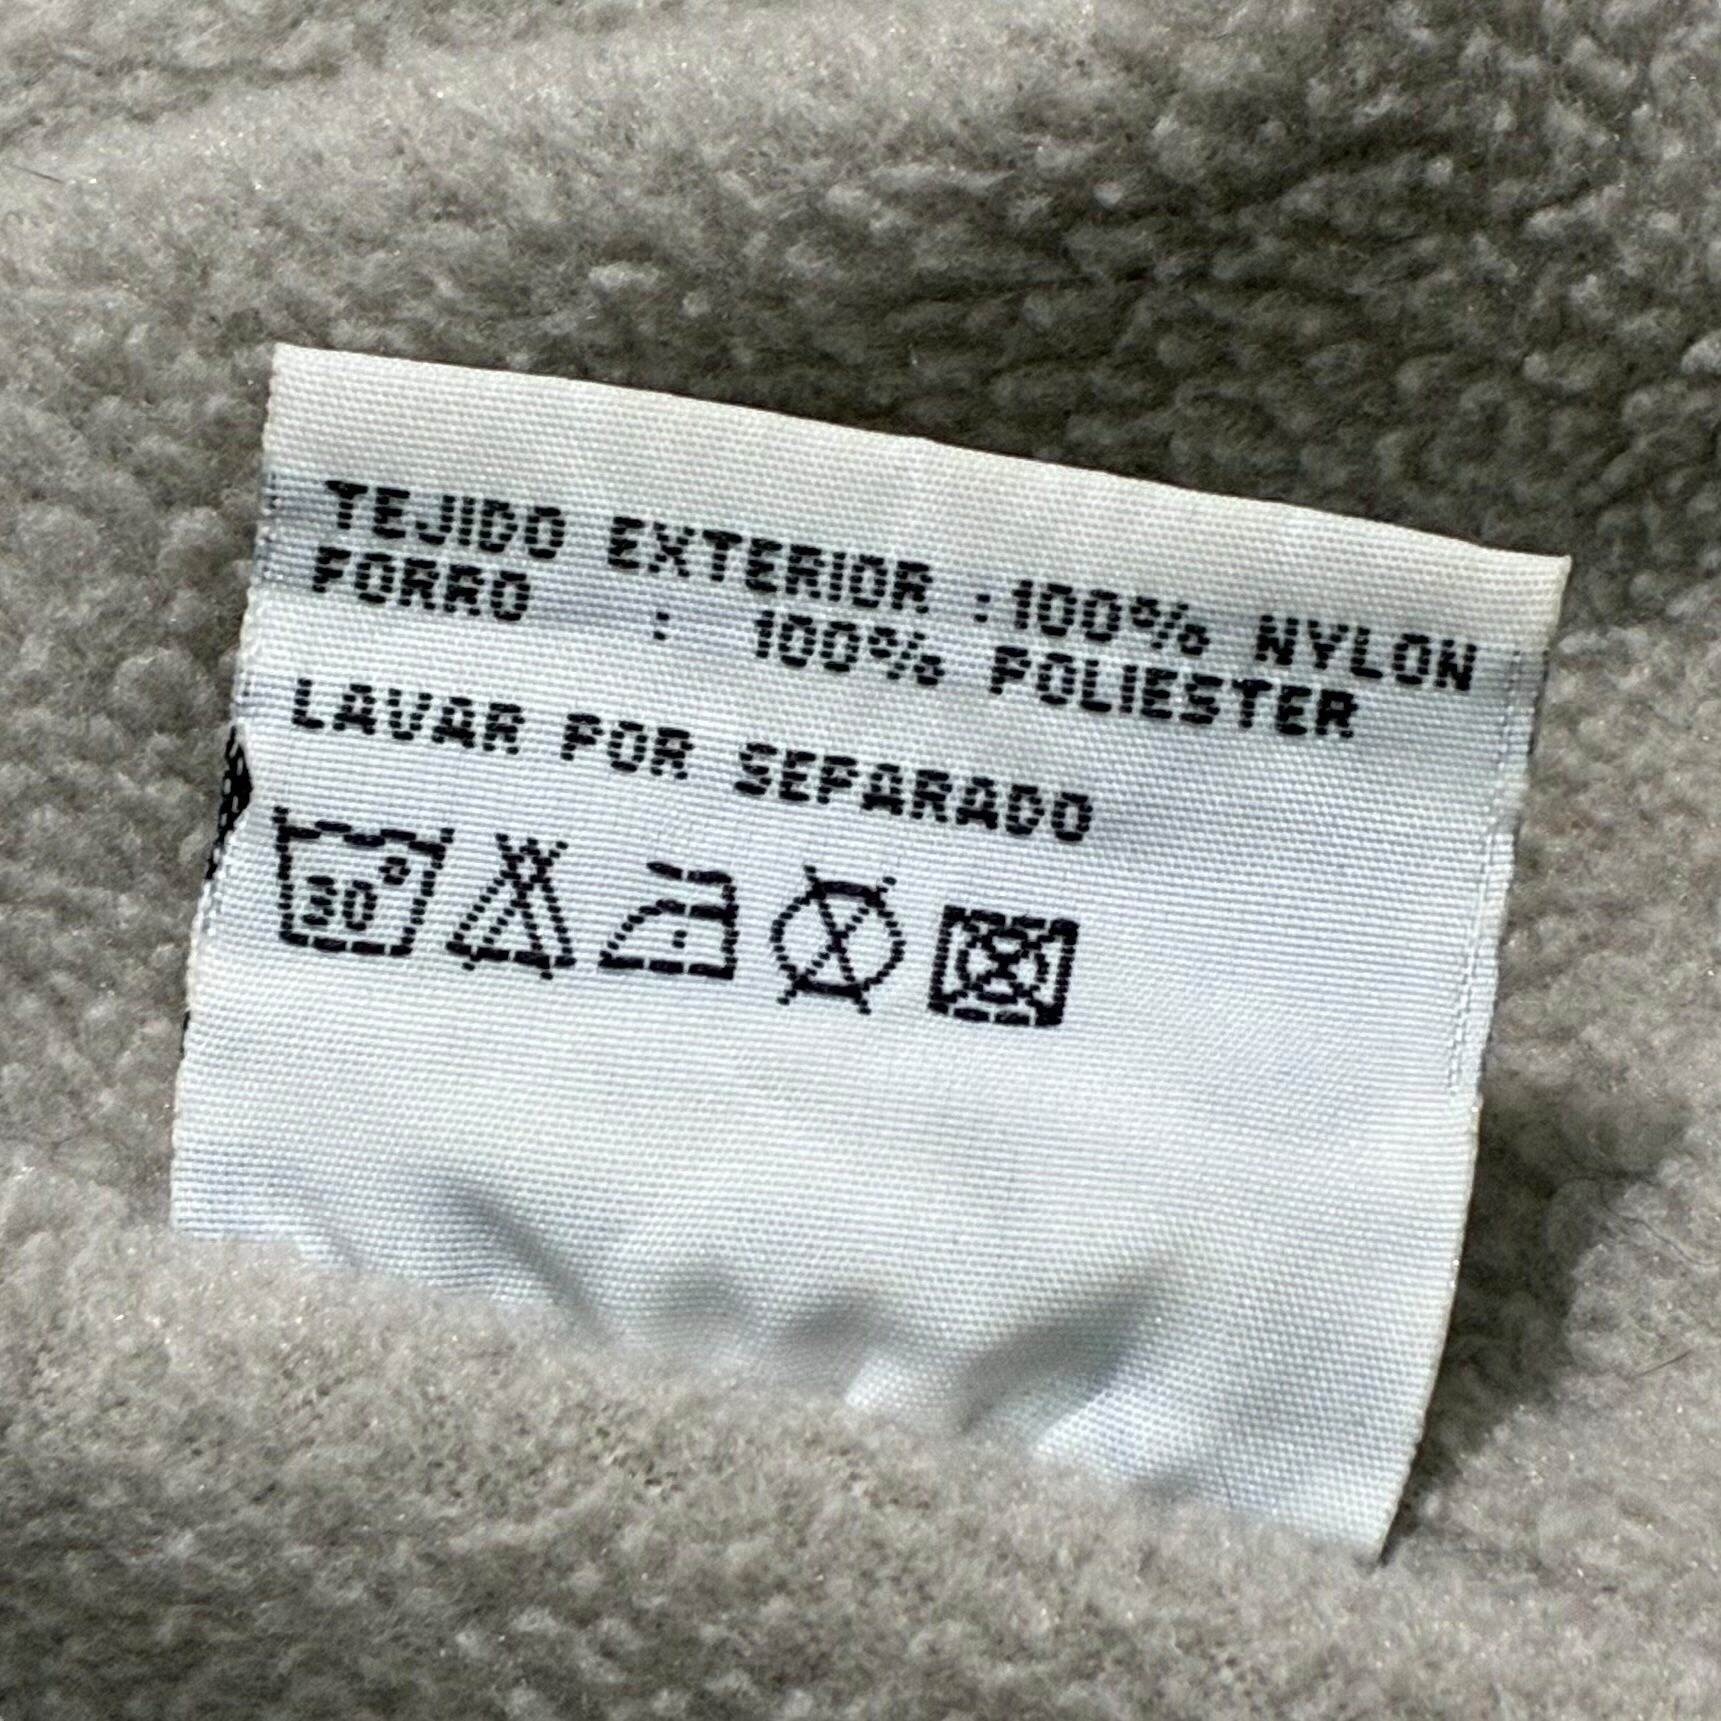 TEJIDO EXTERIOR :100% NYLON
FORRO : 100% POLIESTER
LAVAR POR SEPARADO
30°